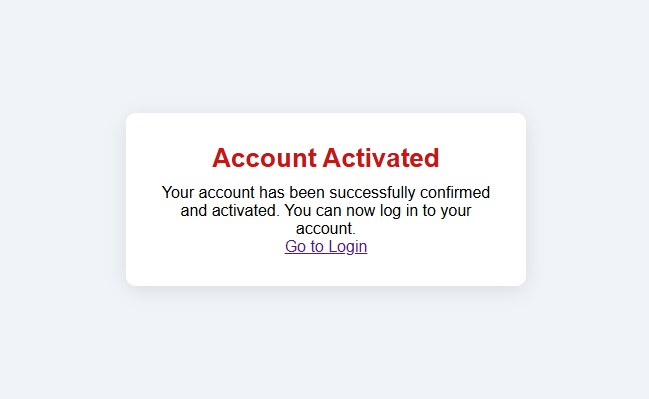 Account Activated
Your account has been successfully confirmed
and activated. You can now log in to your
account.
Go to Login